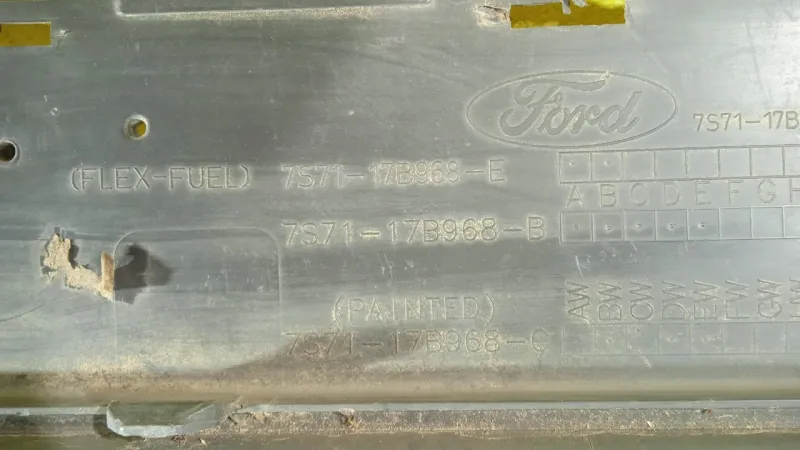 Ford
7S71-17B
(FLEX-FUEL) 7S71-17B968-E
A B C D E F G H
7S71-17B968-B
AW BW CW DW EW FW GW HW
(PAINTED)
7S71-17B968-C